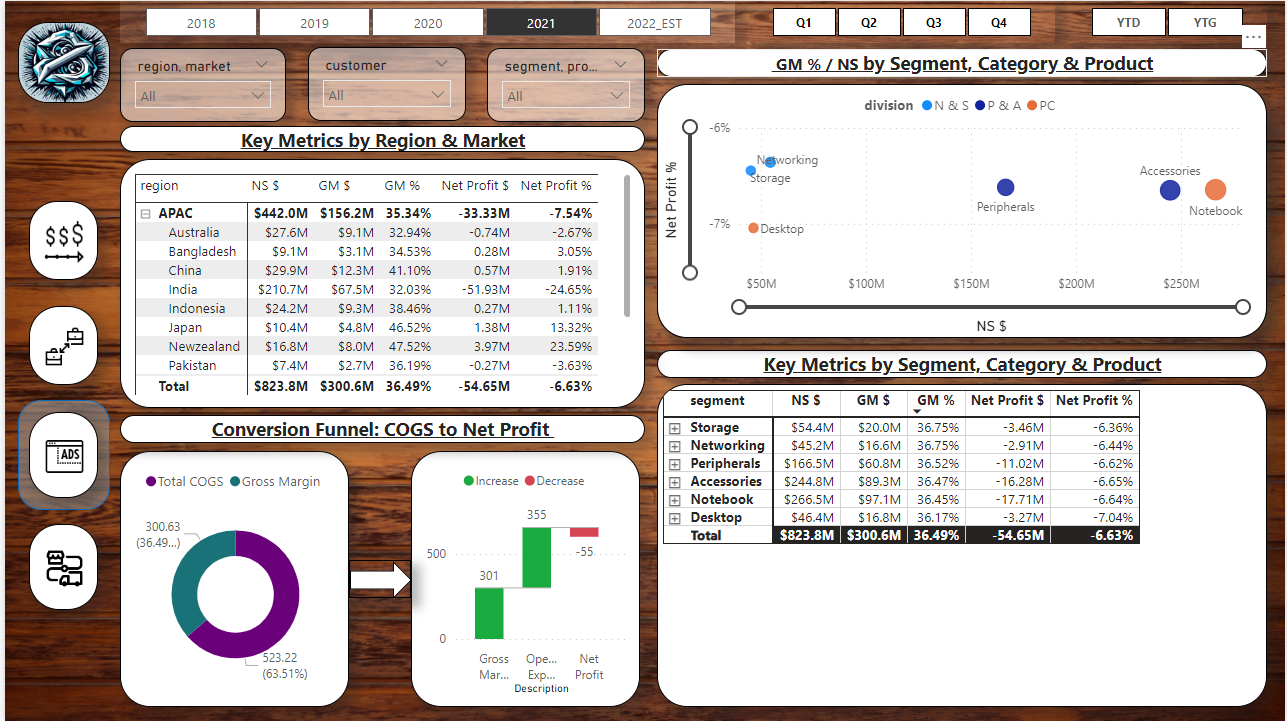 2018 2019 2020 2021 2022_EST Q1 Q2 Q3 Q4 YTD YTG
region, market customer segment, pro...
All All All
Key Metrics by Region & Market
region NS $ GM $ GM % Net Profit $ Net Profit %
APAC $442.0M $156.2M 35.34% -33.33M -7.54%
Australia $27.6M $9.1M 32.94% -0.74M -2.67%
Bangladesh $9.1M $3.1M 34.53% 0.28M 3.05%
China $29.9M $12.3M 41.10% 0.57M 1.91%
India $210.7M $67.5M 32.03% -51.93M -24.65%
Indonesia $24.2M $9.3M 38.46% 0.27M 1.11%
Japan $10.4M $4.8M 46.52% 1.38M 13.32%
Newzealand $16.8M $8.0M 47.52% 3.97M 23.59%
Pakistan $7.4M $2.7M 36.19% -0.27M -3.63%
Total $823.8M $300.6M 36.49% -54.65M -6.63%
GM % / NS by Segment, Category & Product
division N & S P & A PC
-6%
Networking
Storage
Accessories
Peripherals
Notebook
-7%
Desktop
Net Profit %
$50M $100M $150M $200M $250M
NS $
$$$
ADS
Conversion Funnel: COGS to Net Profit
Total COGS Gross Margin
300.63
(36.49...)
523.22
(63.51%)
Increase Decrease
355
500
-55
301
0
Gross Ope... Net
Mar... Exp... Profit
Description
Key Metrics by Segment, Category & Product
segment NS $ GM $ GM % Net Profit $ Net Profit %
Storage $54.4M $20.0M 36.75% -3.46M -6.36%
Networking $45.2M $16.6M 36.75% -2.91M -6.44%
Peripherals $166.5M $60.8M 36.52% -11.02M -6.62%
Accessories $244.8M $89.3M 36.47% -16.28M -6.65%
Notebook $266.5M $97.1M 36.45% -17.71M -6.64%
Desktop $46.4M $16.8M 36.17% -3.27M -7.04%
Total $823.8M $300.6M 36.49% -54.65M -6.63%